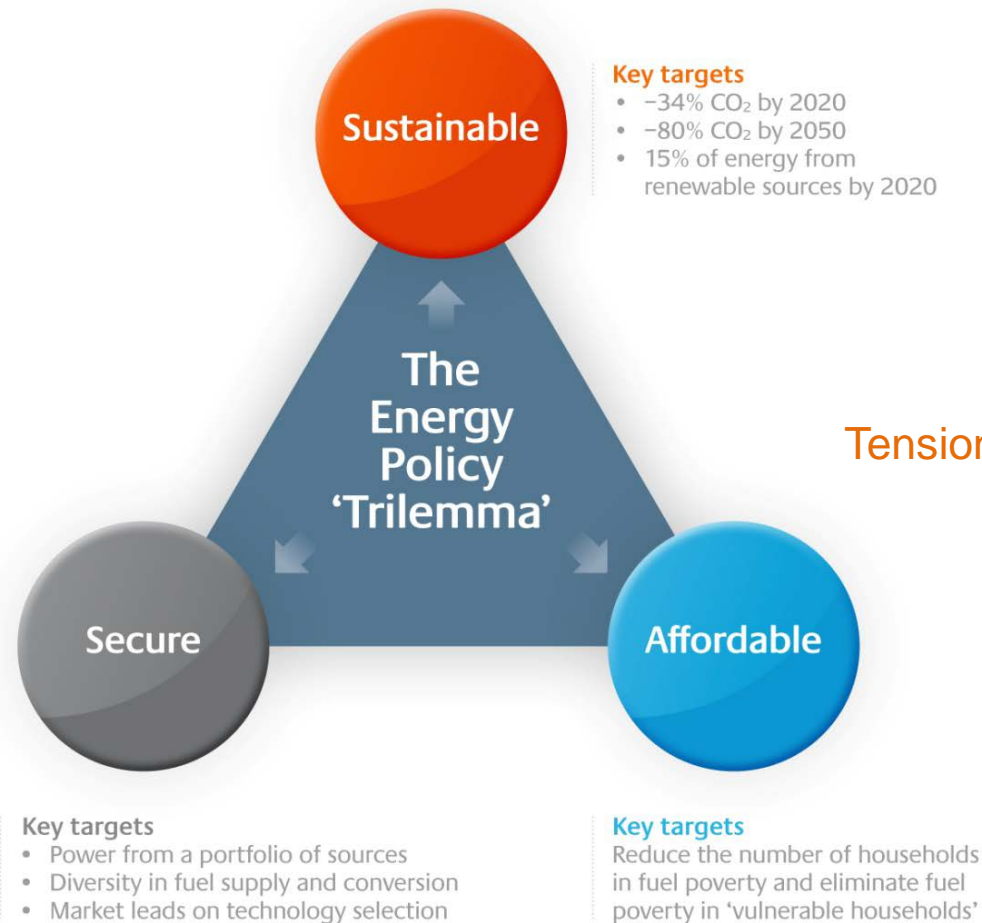 Sustainable
Key targets
• −34% CO₂ by 2020
• −80% CO₂ by 2050
• 15% of energy from
renewable sources by 2020
The
Energy
Policy
‘Trilemma’
Tension
Secure
Affordable
Key targets
• Power from a portfolio of sources
• Diversity in fuel supply and conversion
• Market leads on technology selection
Key targets
Reduce the number of households
in fuel poverty and eliminate fuel
poverty in ‘vulnerable households’